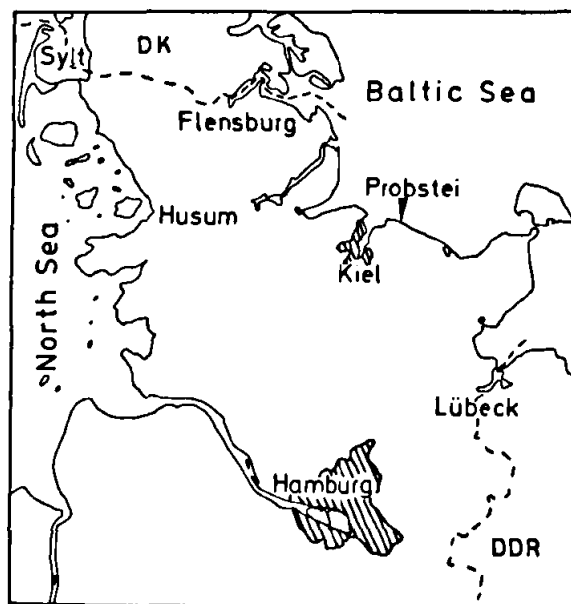 Sylt
DK
Baltic Sea
Flensburg
Probstei
Husum
North Sea
Kiel
Lübeck
Hamburg
DDR